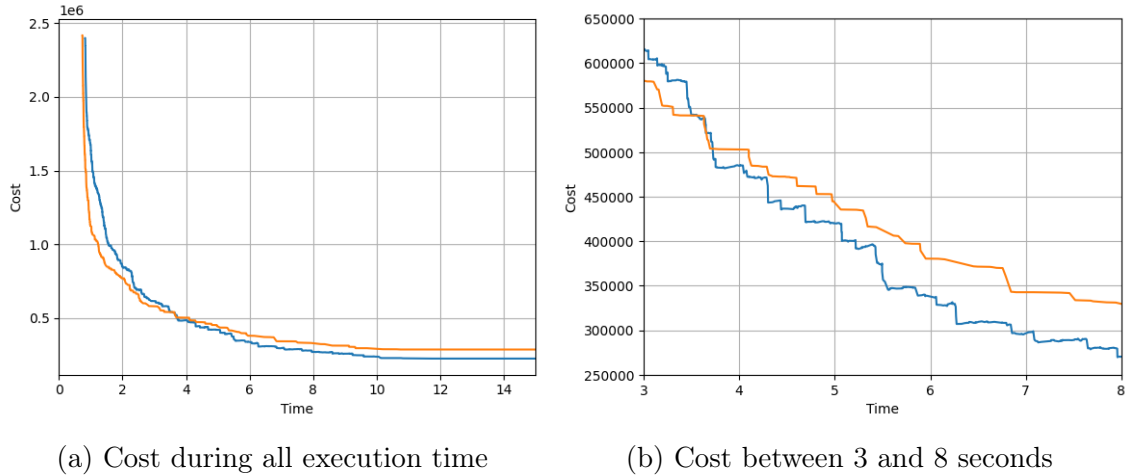 1e6
2.5
2.0
1.5
1.0
0.5
Cost
0 2 4 6 8 10 12 14
Time
(a) Cost during all execution time
650000
600000
550000
500000
450000
400000
350000
300000
250000
Cost
3 4 5 6 7 8
Time
(b) Cost between 3 and 8 seconds